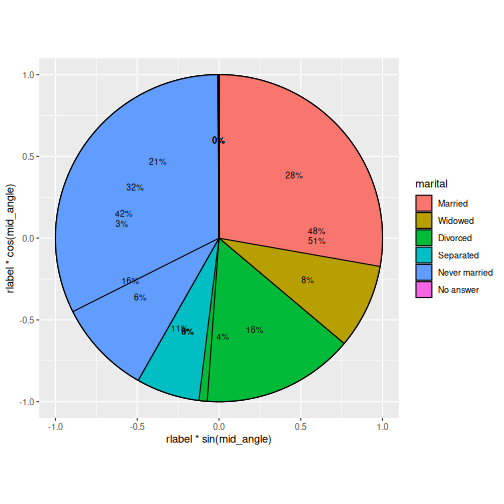 1.0
0.5
0.0
-0.5
-1.0
rlabel * cos(mid_angle)
0%
21%
28%
32%
42%
3%
48%
51%
16%
6%
8%
11%
16%
4%
-1.0 -0.5 0.0 0.5 1.0
rlabel * sin(mid_angle)
marital
Married
Widowed
Divorced
Separated
Never married
No answer